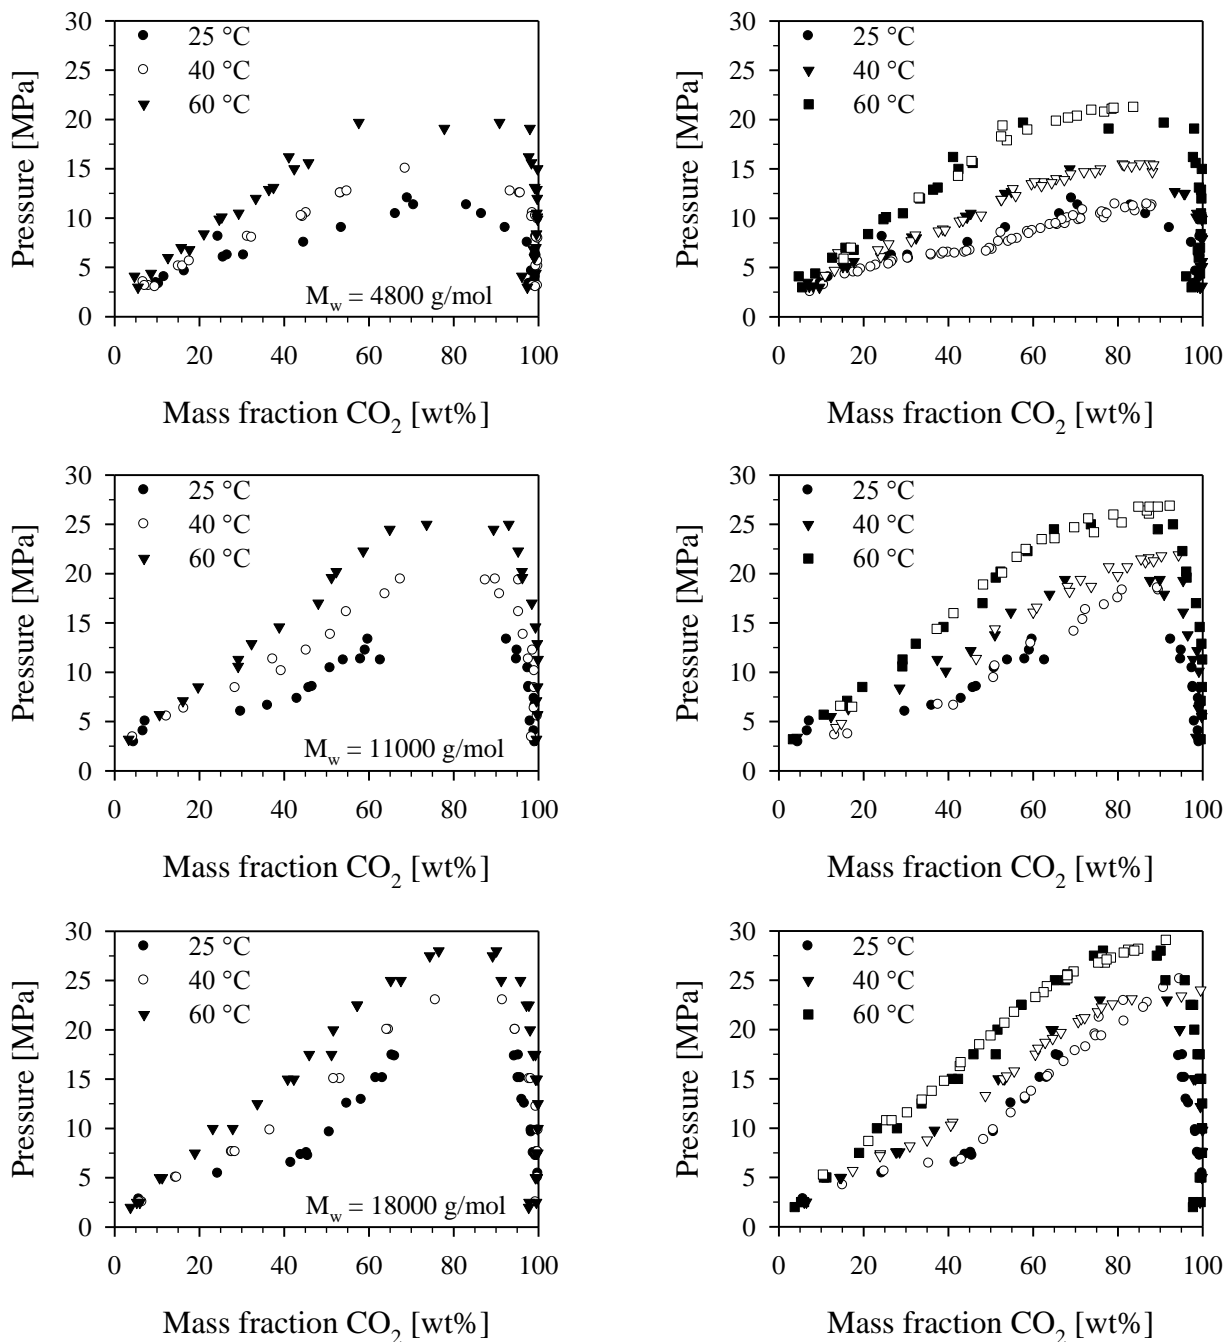 30
25 °C
25
40 °C
20
60 °C
15
10
5
M_w = 4800 g/mol
0
0 20 40 60 80 100
Mass fraction CO₂ [wt%]
Pressure [MPa]
30
25 °C
25
40 °C
20
60 °C
15
10
5
0
0 20 40 60 80 100
Mass fraction CO₂ [wt%]
Pressure [MPa]
30
25 °C
25
40 °C
20
60 °C
15
10
5
M_w = 11000 g/mol
0
0 20 40 60 80 100
Mass fraction CO₂ [wt%]
Pressure [MPa]
30
25 °C
25
40 °C
20
60 °C
15
10
5
0
0 20 40 60 80 100
Mass fraction CO₂ [wt%]
Pressure [MPa]
30
25 °C
25
40 °C
20
60 °C
15
10
5
M_w = 18000 g/mol
0
0 20 40 60 80 100
Mass fraction CO₂ [wt%]
Pressure [MPa]
30
25 °C
25
40 °C
20
60 °C
15
10
5
0
0 20 40 60 80 100
Mass fraction CO₂ [wt%]
Pressure [MPa]